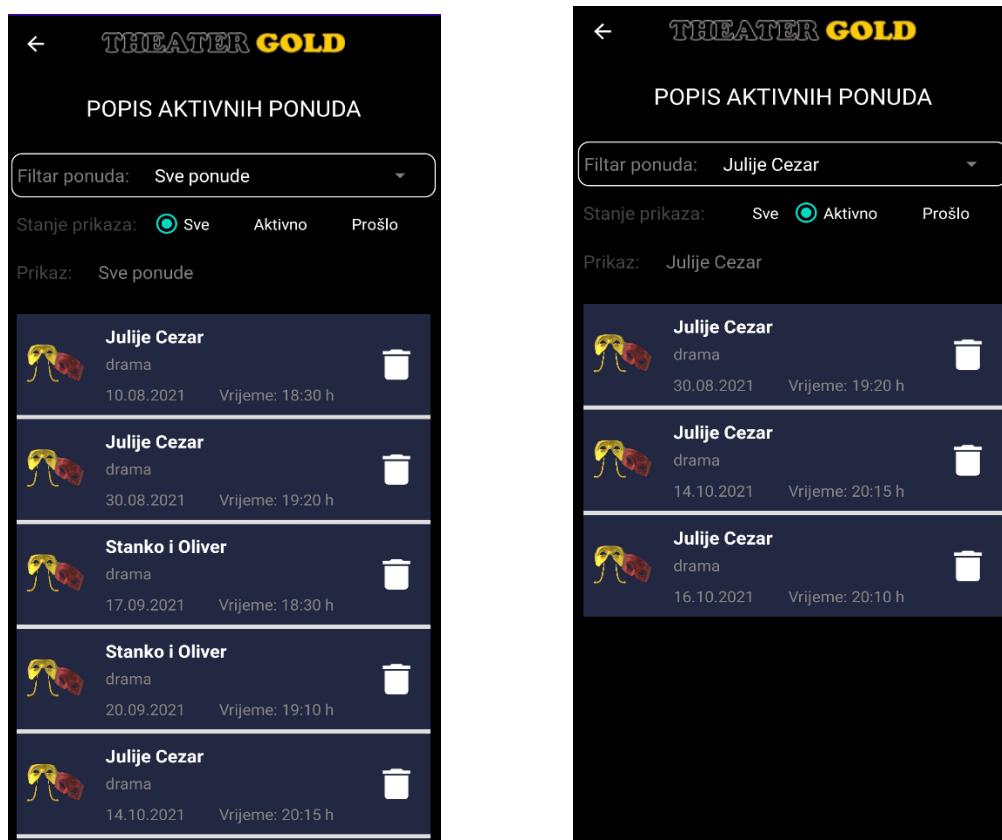 THEATER GOLD
POPIS AKTIVNIH PONUDA
Filtar ponuda: Sve ponude
Stanje prikaza: Sve Aktivno Prošlo
Prikaz: Sve ponude
Julije Cezar
drama
10.08.2021 Vrijeme: 18:30 h
Julije Cezar
drama
30.08.2021 Vrijeme: 19:20 h
Stanko i Oliver
drama
17.09.2021 Vrijeme: 18:30 h
Stanko i Oliver
drama
20.09.2021 Vrijeme: 19:10 h
Julije Cezar
drama
14.10.2021 Vrijeme: 20:15 h
THEATER GOLD
POPIS AKTIVNIH PONUDA
Filtar ponuda: Julije Cezar
Stanje prikaza: Sve Aktivno Prošlo
Prikaz: Julije Cezar
Julije Cezar
drama
30.08.2021 Vrijeme: 19:20 h
Julije Cezar
drama
14.10.2021 Vrijeme: 20:15 h
Julije Cezar
drama
16.10.2021 Vrijeme: 20:10 h